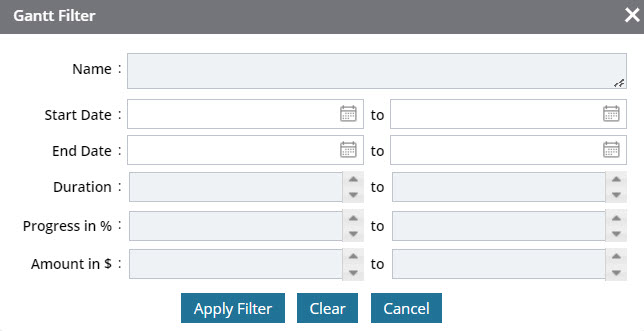 Gantt Filter
Name :
Start Date : to
End Date : to
Duration : to
Progress in % : to
Amount in $ : to
Apply Filter Clear Cancel